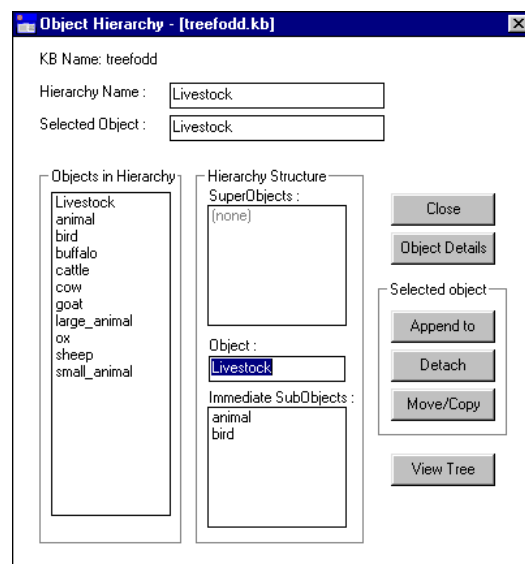 Object Hierarchy - [treefodd.kb]
KB Name: treefodd
Hierarchy Name : Livestock
Selected Object : Livestock
Objects in Hierarchy
Livestock
animal
bird
buffalo
cattle
cow
goat
large_animal
ox
sheep
small_animal
Hierarchy Structure
SuperObjects :
(none)
Object :
Livestock
Immediate SubObjects :
animal
bird
Close
Object Details
Selected object
Append to
Detach
Move/Copy
View Tree